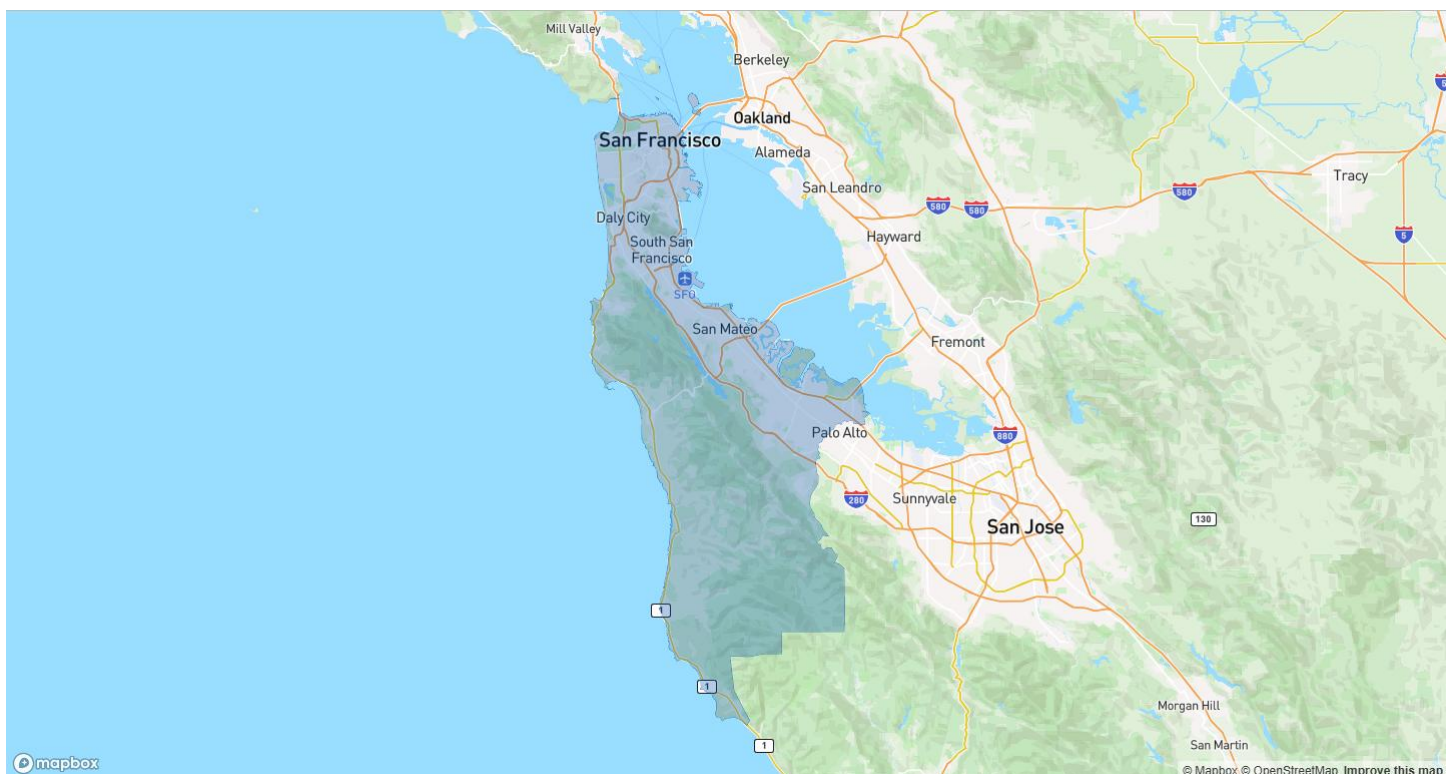 Mill Valley
Berkeley
Oakland
San Francisco
Alameda
San Leandro
Tracy
580
580
580
Daly City
South San
Francisco
Hayward
5
5
SFO
San Mateo
Fremont
Palo Alto
880
280
Sunnyvale
San Jose
130
1
1
1
Morgan Hill
San Martin
mapbox
© Mapbox © OpenStreetMap Improve this map